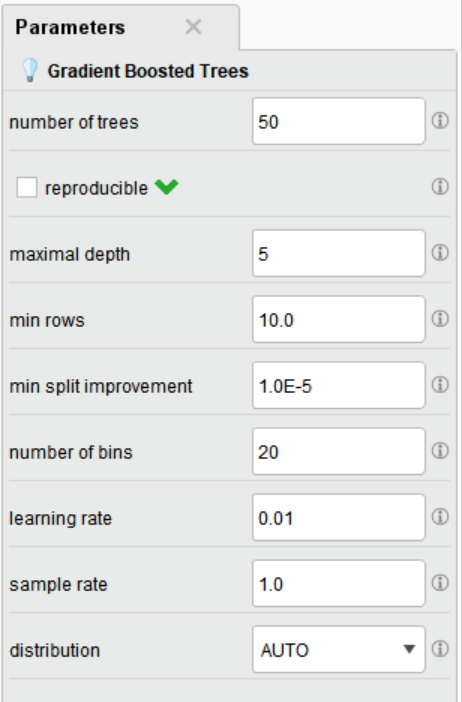 Parameters
Gradient Boosted Trees
number of trees 50
reproducible
maximal depth 5
min rows 10.0
min split improvement 1.0E-5
number of bins 20
learning rate 0.01
sample rate 1.0
distribution AUTO